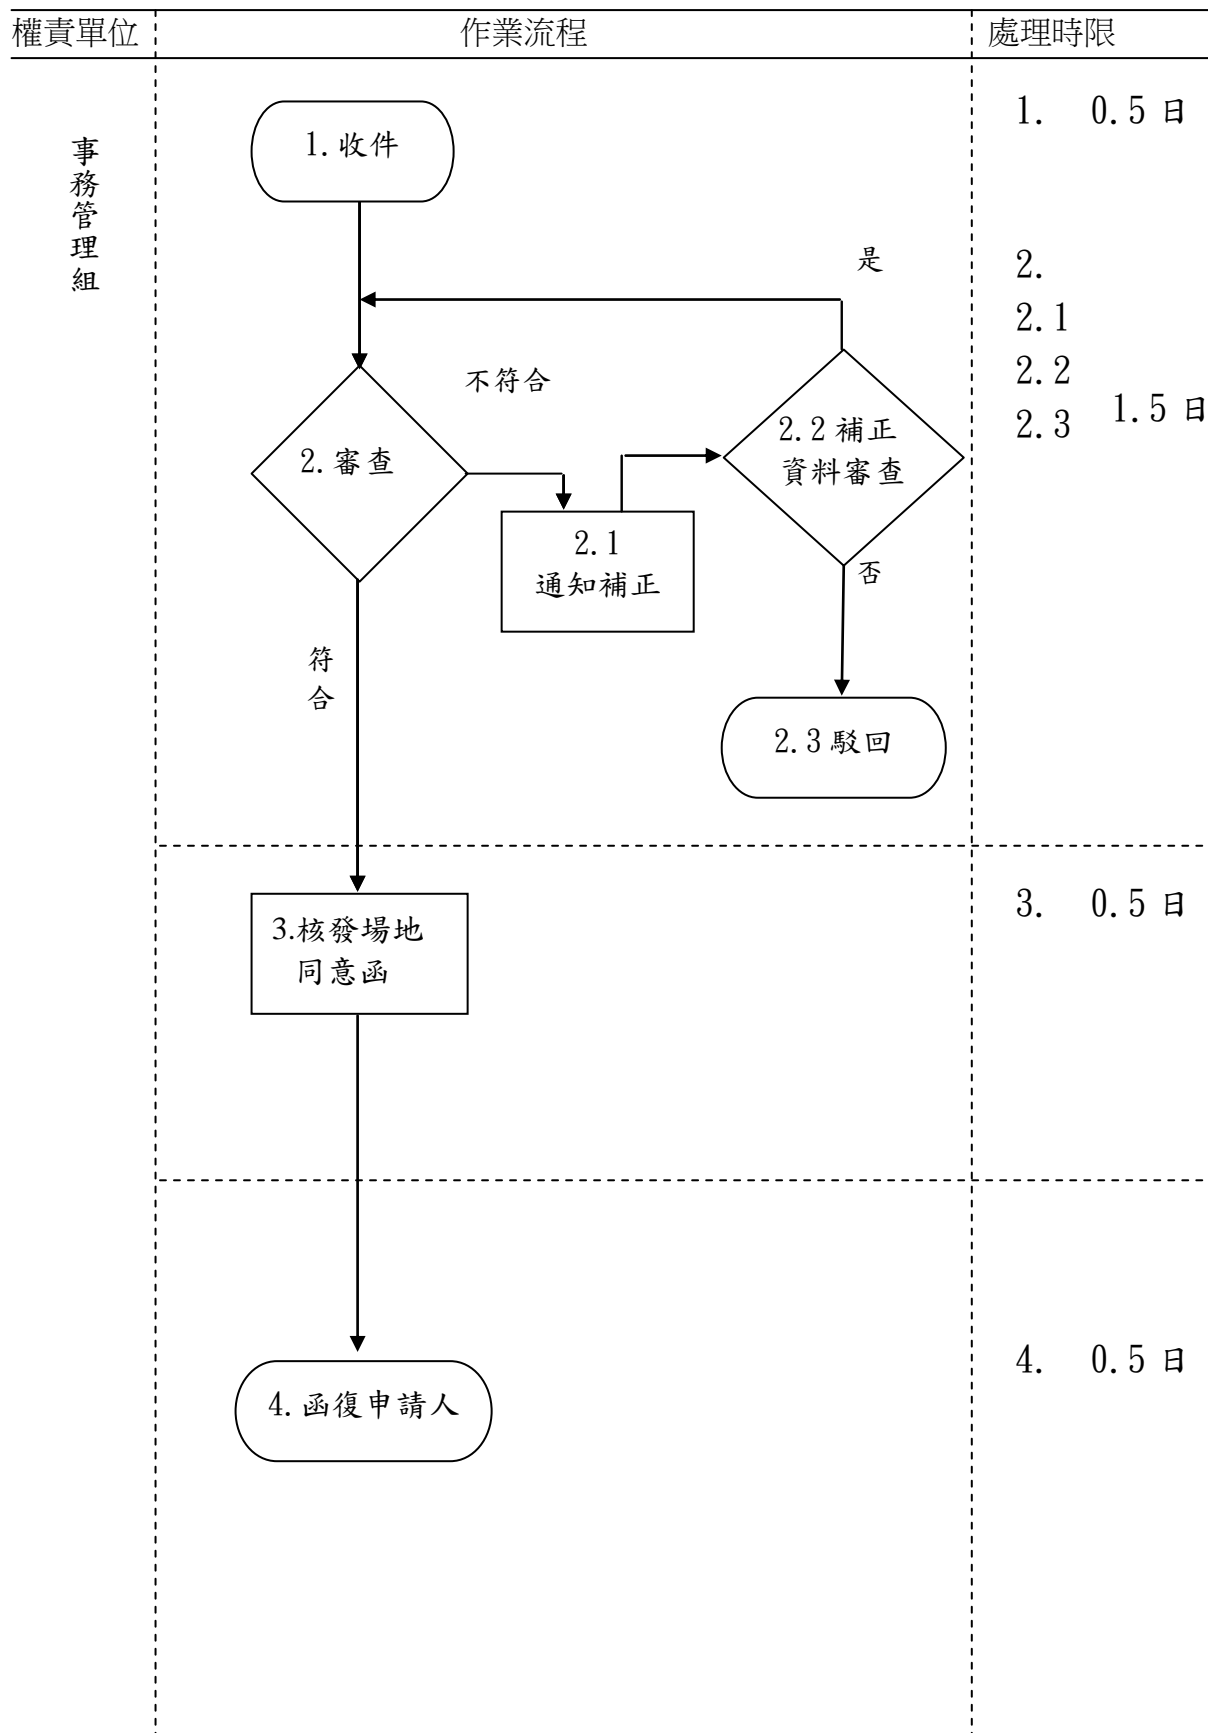 權責單位
作業流程
處理時限
事務管理組
1.收件
1. 0.5日
是
2.
2.1
2.2
2.3
1.5日
不符合
2.審查
2.2補正
資料審查
2.1
通知補正
否
符合
2.3駁回
3.核發場地
同意函
3. 0.5日
4.函復申請人
4. 0.5日